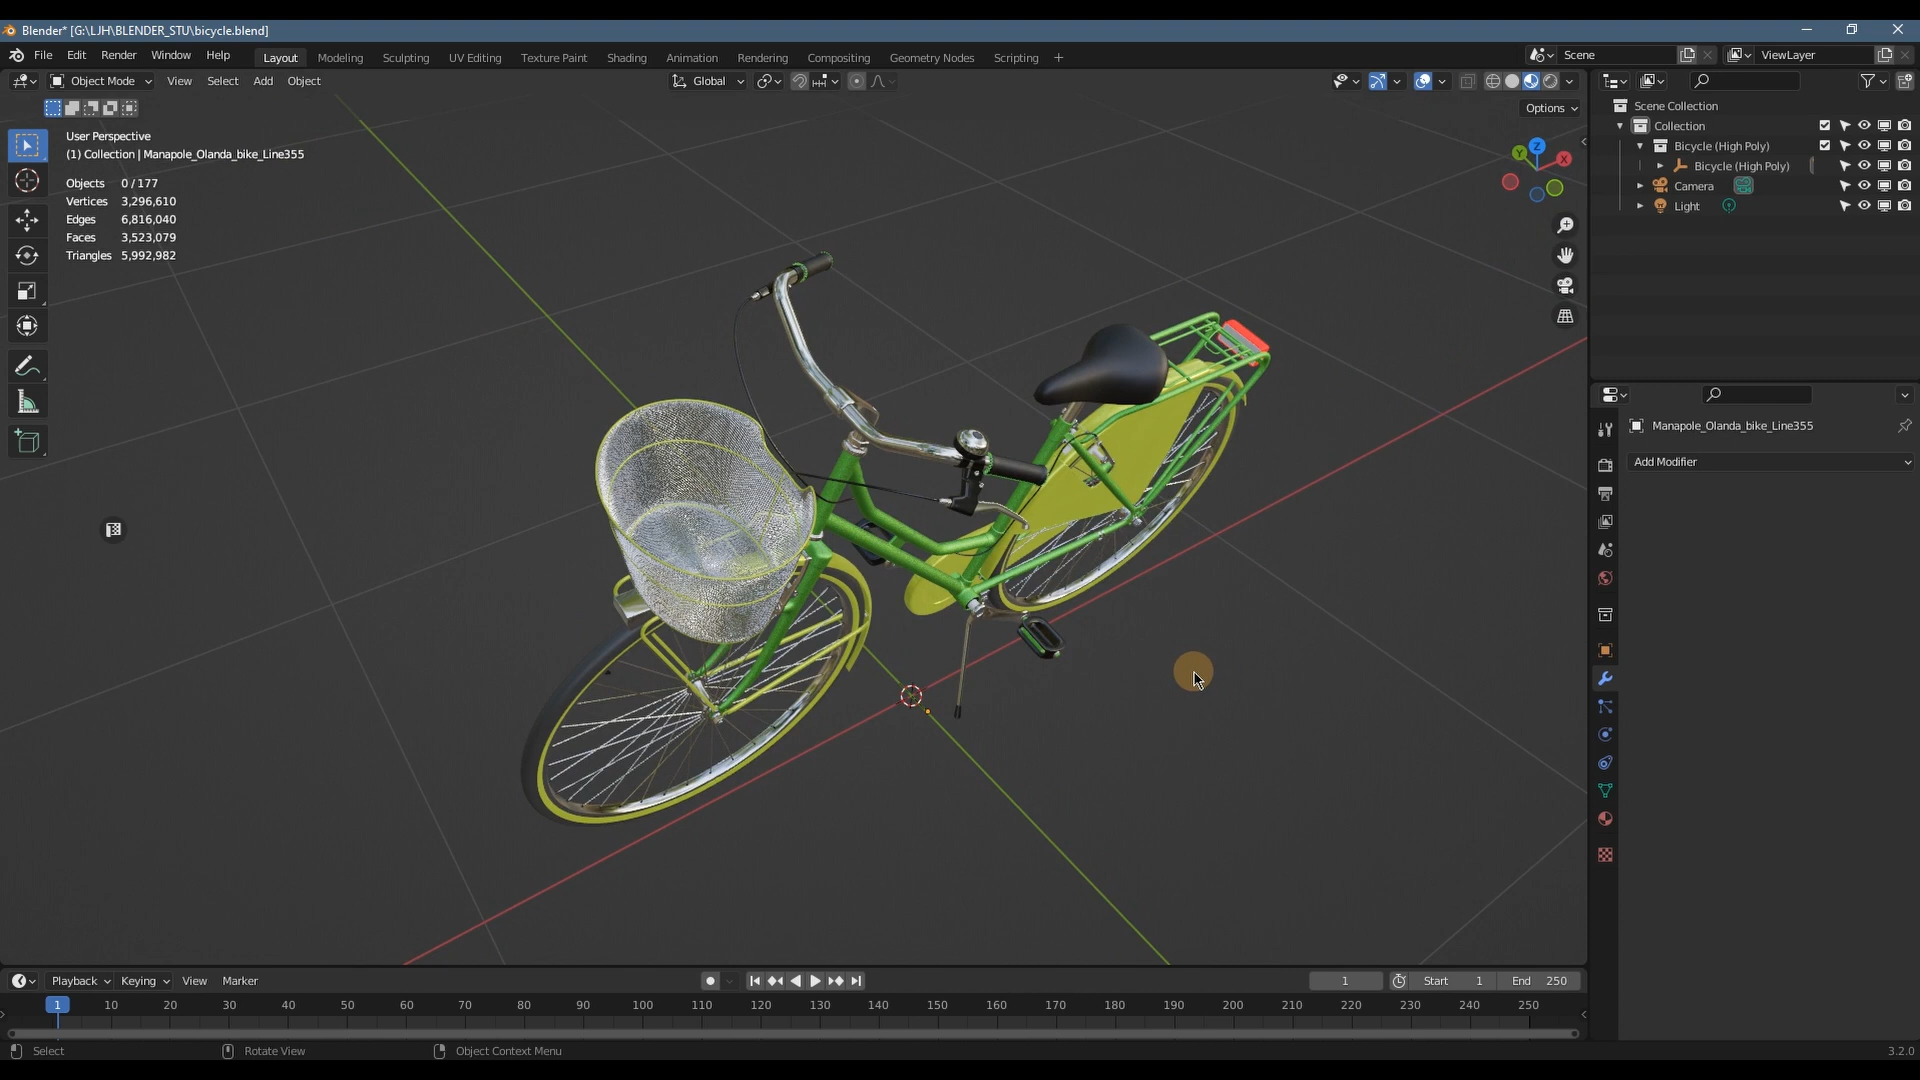 Blender* [G:\LJH\BLENDER_STU\bicycle.blend]
File Edit Render Window Help Layout Modeling Sculpting UV Editing Texture Paint Shading Animation Rendering Compositing Geometry Nodes Scripting + Scene ViewLayer
Object Mode View Select Add Object Global
Options
User Perspective
(1) Collection | Manapole_Olanda_bike_Line355
Objects 0 / 177
Vertices 3,296,610
Edges 6,816,040
Faces 3,523,079
Triangles 5,992,982
Z
Y
X
Scene Collection
Collection
Bicycle (High Poly)
Bicycle (High Poly)
Camera
Light
Manapole_Olanda_bike_Line355
Add Modifier
Playback Keying View Marker 1 Start 1 End 250
1 10 20 30 40 50 60 70 80 90 100 110 120 130 140 150 160 170 180 190 200 210 220 230 240 250
Select Rotate View Object Context Menu 3.2.0